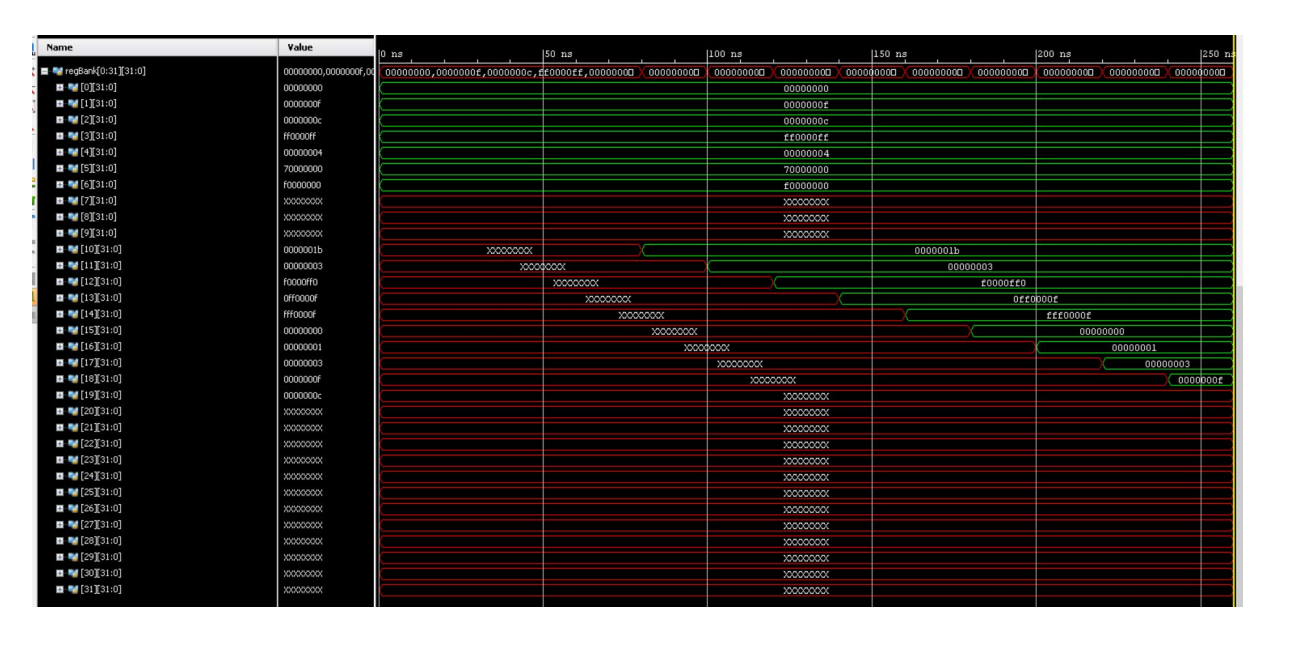 Name Value 0 ns 50 ns 100 ns 150 ns 200 ns 250 ns
regBank[0:31][31:0] 00000000,0000000f,00 00000000,0000000f,0000000c,ff0000ff,0000000 00000000 00000000 00000000 00000000 00000000 00000000 00000000 00000000 00000000
[0][31:0] 00000000 00000000
[1][31:0] 0000000f 0000000f
[2][31:0] 0000000c 0000000c
[3][31:0] ff0000ff ff0000ff
[4][31:0] 00000004 00000004
[5][31:0] 70000000 70000000
[6][31:0] f0000000 f0000000
[7][31:0] XXXXXXXX XXXXXXXX
[8][31:0] XXXXXXXX XXXXXXXX
[9][31:0] XXXXXXXX XXXXXXXX
[10][31:0] 0000001b XXXXXXXX 0000001b
[11][31:0] 00000003 XXXXXXXX 00000003
[12][31:0] f0000ff0 XXXXXXXX f0000ff0
[13][31:0] 0ff0000f XXXXXXXX 0ff0000f
[14][31:0] fff0000f XXXXXXXX fff0000f
[15][31:0] 00000000 XXXXXXXX 00000000
[16][31:0] 00000001 XXXXXXXX 00000001
[17][31:0] 00000003 XXXXXXXX 00000003
[18][31:0] 0000000f XXXXXXXX 0000000f
[19][31:0] 0000000c XXXXXXXX
[20][31:0] XXXXXXXX XXXXXXXX
[21][31:0] XXXXXXXX XXXXXXXX
[22][31:0] XXXXXXXX XXXXXXXX
[23][31:0] XXXXXXXX XXXXXXXX
[24][31:0] XXXXXXXX XXXXXXXX
[25][31:0] XXXXXXXX XXXXXXXX
[26][31:0] XXXXXXXX XXXXXXXX
[27][31:0] XXXXXXXX XXXXXXXX
[28][31:0] XXXXXXXX XXXXXXXX
[29][31:0] XXXXXXXX XXXXXXXX
[30][31:0] XXXXXXXX XXXXXXXX
[31][31:0] XXXXXXXX XXXXXXXX